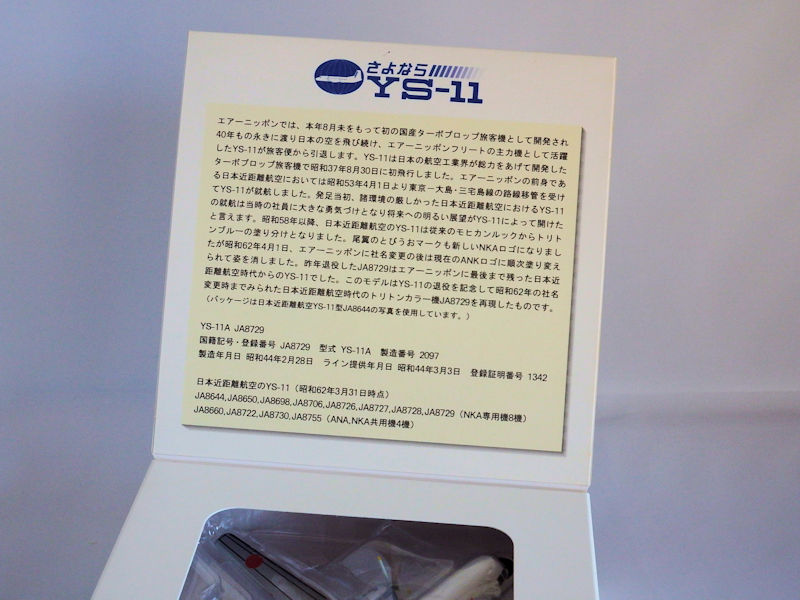 さよなら
YS-11
エアーニッポンでは、本年8月末をもって初の国産ターボプロップ旅客機として開発され
40年もの永きに渡り日本の空を飛び続け、エアーニッポンフリートの主力機として活躍
したYS-11が旅客便から引退します。YS-11は日本の航空工業界が総力をあげて開発した
ターボプロップ旅客機で昭和37年8月30日に初飛行しました。エアーニッポンの前身であ
る日本近距離航空においては昭和53年4月1日より東京－大島・三宅島線の路線移管を受け
てYS-11が就航しました。発足当初、諸環境の厳しかった日本近距離航空におけるYS-11
の就航は当時の社員に大きな勇気づけとなり将来への明るい展望がYS-11によって開けた
と言えます。昭和58年以降、日本近距離航空のYS-11は従来のモヒカンルックからトリト
ンブルーの塗り分けとなりました。尾翼のとびうおマークも新しいNKAロゴになりまし
たが昭和62年4月1日、エアーニッポンに社名変更の後は現在のANKロゴに順次塗り変え
られて姿を消しました。昨年退役したJA8729はエアーニッポンに最後まで残った日本近
距離航空時代からのYS-11でした。このモデルはYS-11の退役を記念して昭和62年の社名
変更時までみられた日本近距離航空時代のトリトンカラー機JA8729を再現したものです。
（パッケージは日本近距離航空YS-11型JA8644の写真を使用しています。）
YS-11A JA8729
国籍記号・登録番号 JA8729 型式 YS-11A 製造番号 2097
製造年月日 昭和44年2月28日 ライン提供年月日 昭和44年3月3日 登録証明番号 1342
日本近距離航空のYS-11（昭和62年3月31日時点）
JA8644,JA8650,JA8698,JA8706,JA8726,JA8727,JA8728,JA8729（NKA専用機8機）
JA8660,JA8722,JA8730,JA8755（ANA,NKA共用機4機）